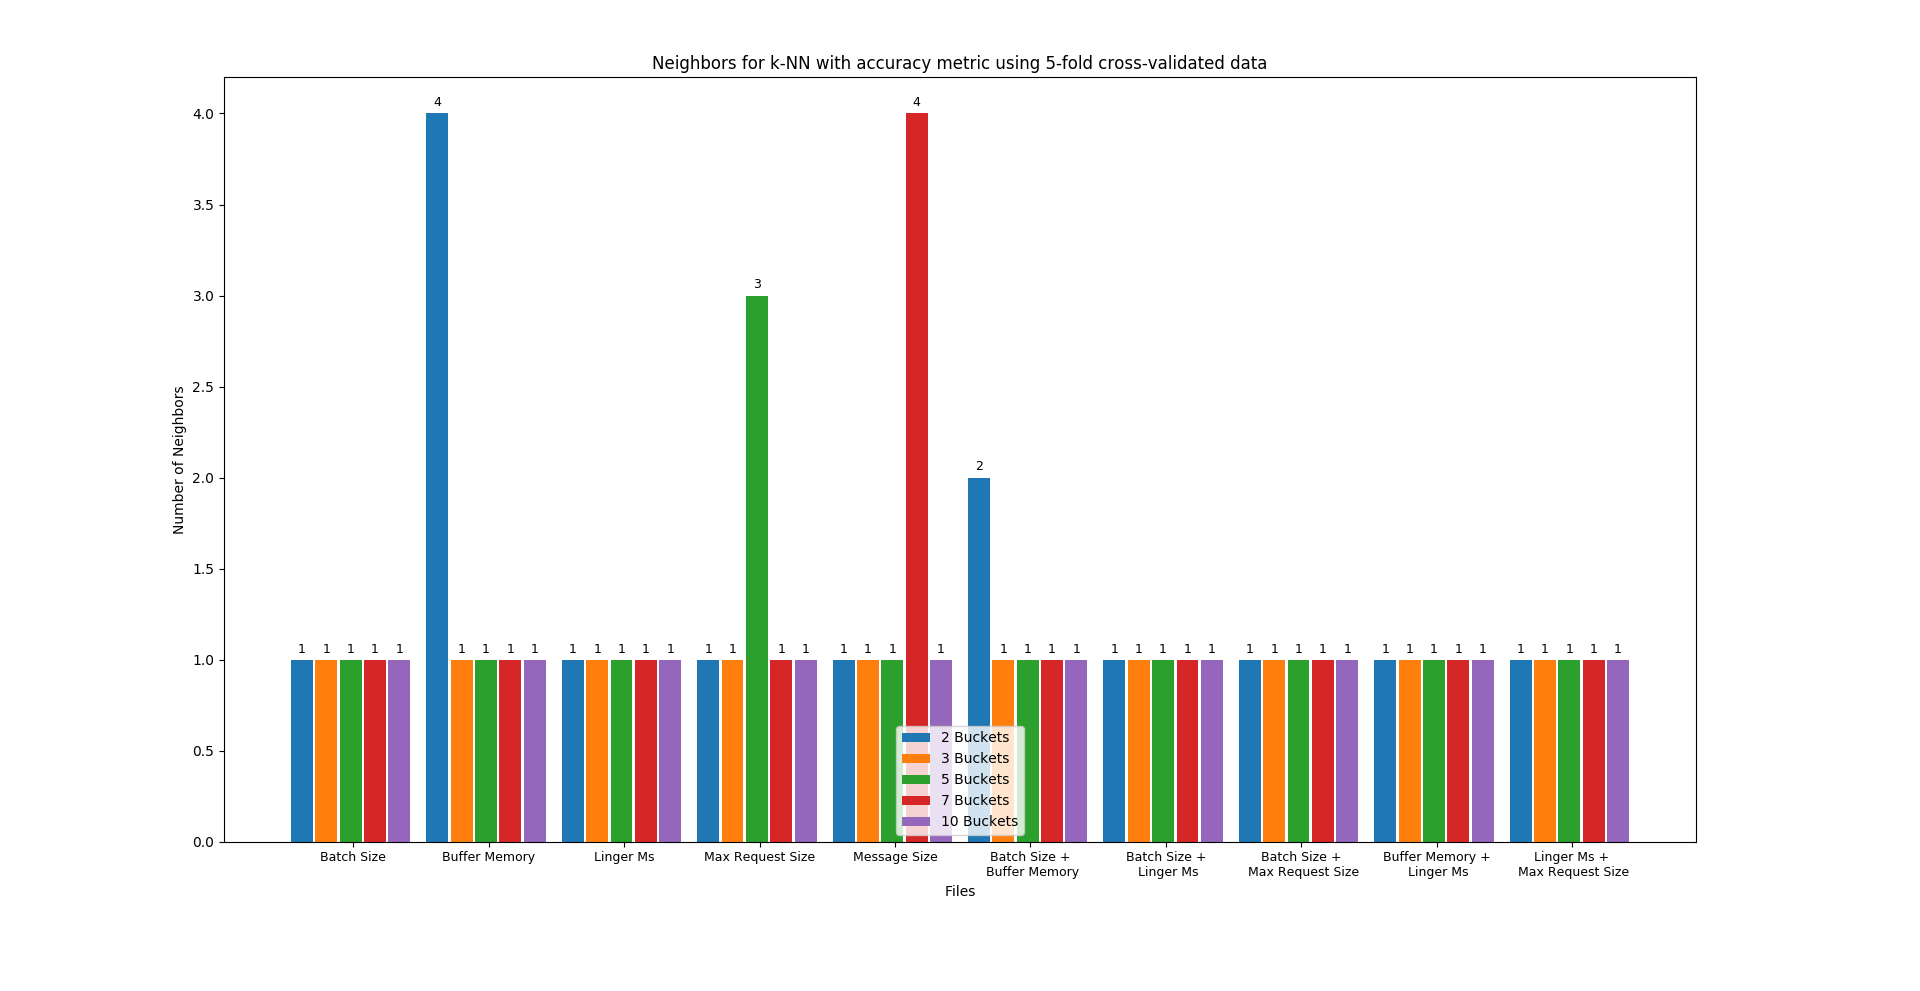 Neighbors for k-NN with accuracy metric using 5-fold cross-validated data
4 4
4.0
3.5
3
3.0
2.5
2
2.0
1.5
1 1 1 1 1 1 1 1 1 1 1 1 1 1 1 1 1 1 1 1 1 1 1 1 1 1 1 1 1 1 1 1 1 1 1 1 1 1 1 1 1 1 1 1 1 1
1.0
0.5
0.0
Number of Neighbors
2 Buckets
3 Buckets
5 Buckets
7 Buckets
10 Buckets
Batch Size
Buffer Memory
Linger Ms
Max Request Size
Message Size
Batch Size +
Buffer Memory
Batch Size +
Linger Ms
Batch Size +
Max Request Size
Buffer Memory +
Linger Ms
Linger Ms +
Max Request Size
Files